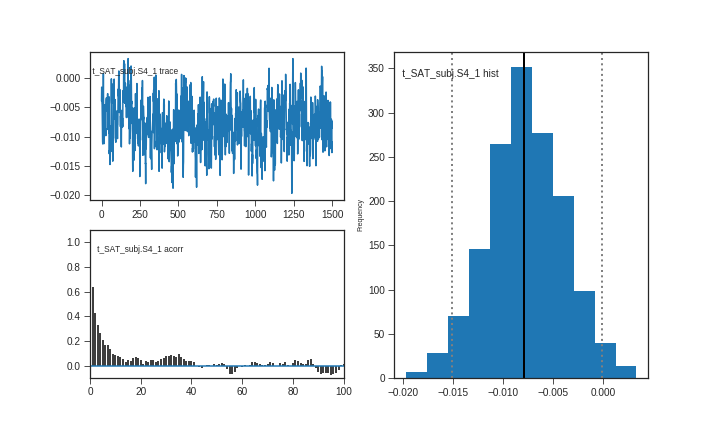 t_SAT_subj.S4_1 trace
0.000
−0.005
−0.010
−0.015
−0.020
0 250 500 750 1000 1250 1500
t_SAT_subj.S4_1 acorr
1.0
0.8
0.6
0.4
0.2
0.0
0 20 40 60 80 100
t_SAT_subj.S4_1 hist
Frequency
350
300
250
200
150
100
50
0
−0.020 −0.015 −0.010 −0.005 0.000